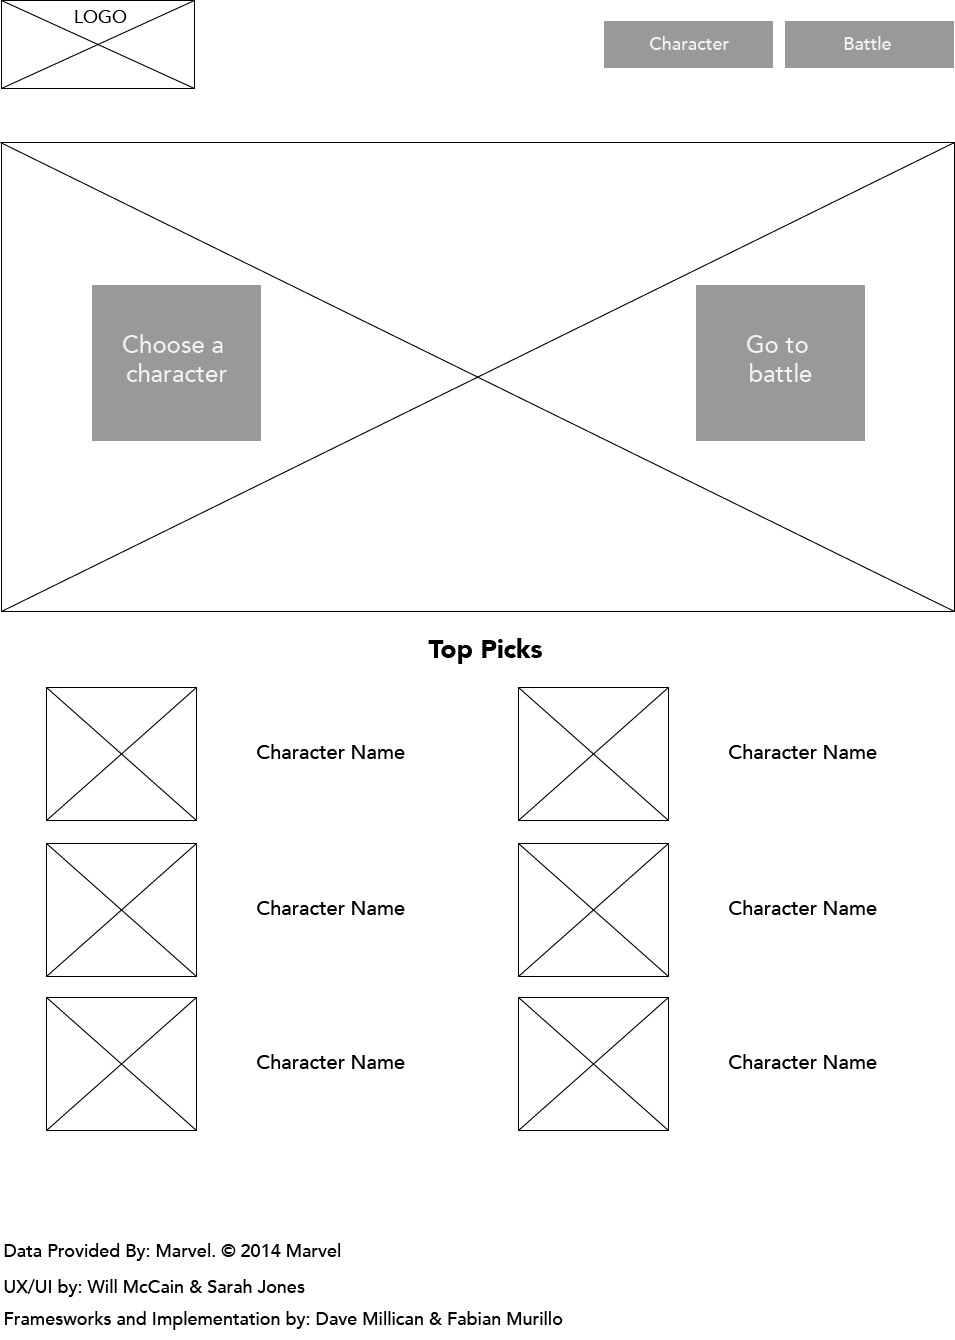 LOGO
Character
Battle
Choose a
character
Go to
battle
Top Picks
Character Name
Character Name
Character Name
Character Name
Character Name
Character Name
Data Provided By: Marvel. © 2014 Marvel
UX/UI by: Will McCain & Sarah Jones
Framesworks and Implementation by: Dave Millican & Fabian Murillo